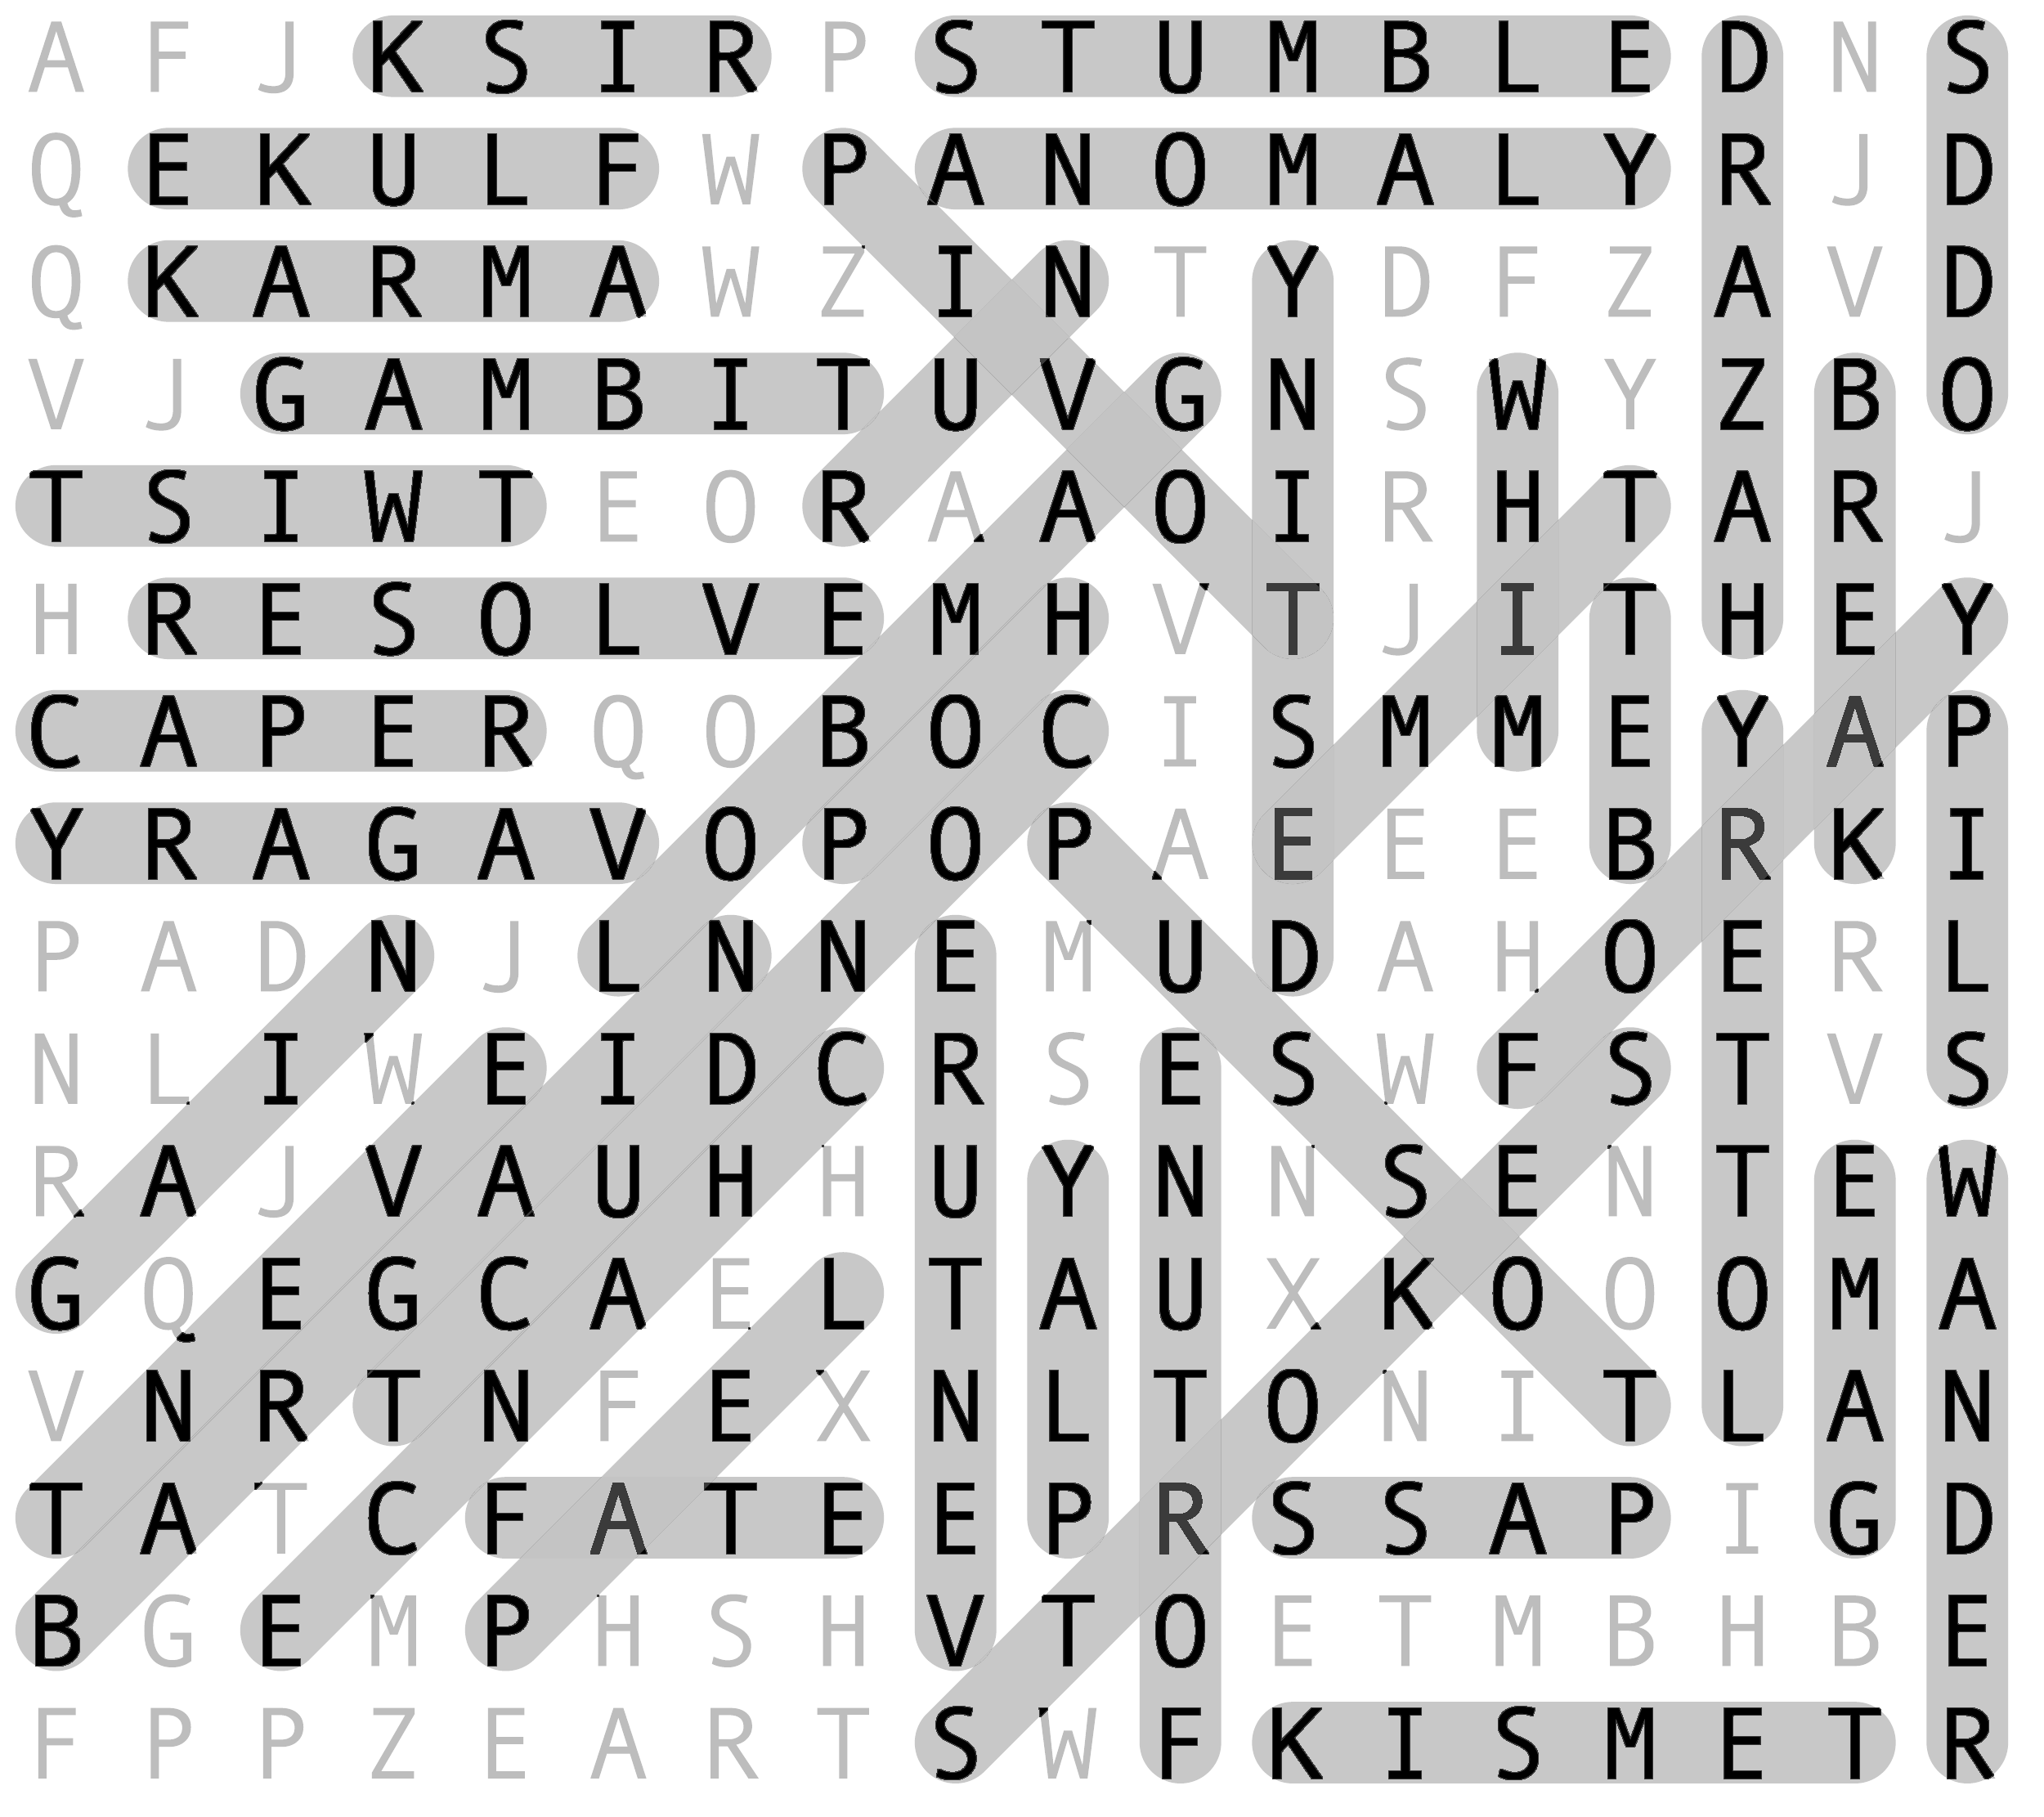 A F J K S I R P S T U M B L E D N S
Q E K U L F W P A N O M A L Y R J D
Q K A R M A W Z I N T Y D F Z A V D
V J G A M B I T U V G N S W Y Z B O
T S I W T E O R A A O I R H T A R J
H R E S O L V E M H V T J I T H E Y
C A P E R Q O B O C I S M M E Y A P
Y R A G A V O P O P A E E E B R K I
P A D N J L N N E M U D A H O E R L
N L I W E I D C R S E S W F S T V S
R A J V A U H H U Y N N S E N T E W
G Q E G C A E L T A U X K O O O M A
V N R T N F E X N L T O N I T L A N
T A T C F A T E E P R S S A P I G D
B G E M P H S H V T O E T M B H B E
F P P Z E A R T S W F K I S M E T R